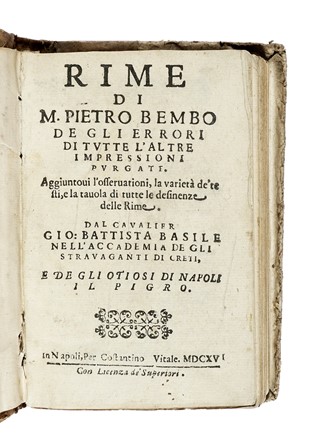 RIME
DI
M. PIETRO BEMBO
DE GLI ERRORI
DI TVTTE L'ALTRE
IMPRESSIONI
PVRGATE.
Aggiuntoui l'osseruationi, la varietà de' te
sti, e la tauola di tutte le desinenze
delle Rime.
DAL CAVALIER
GIO: BATTISTA BASILE
NELL'ACCADEMIA DE GLI
STRAVAGANTI DI CRETI,
E DE GLI OTIOSI DI NAPOLI
IL PIGRO.
In Napoli, Per Costantino Vitale. MDCXVI
Con Licenza de' Superiori.